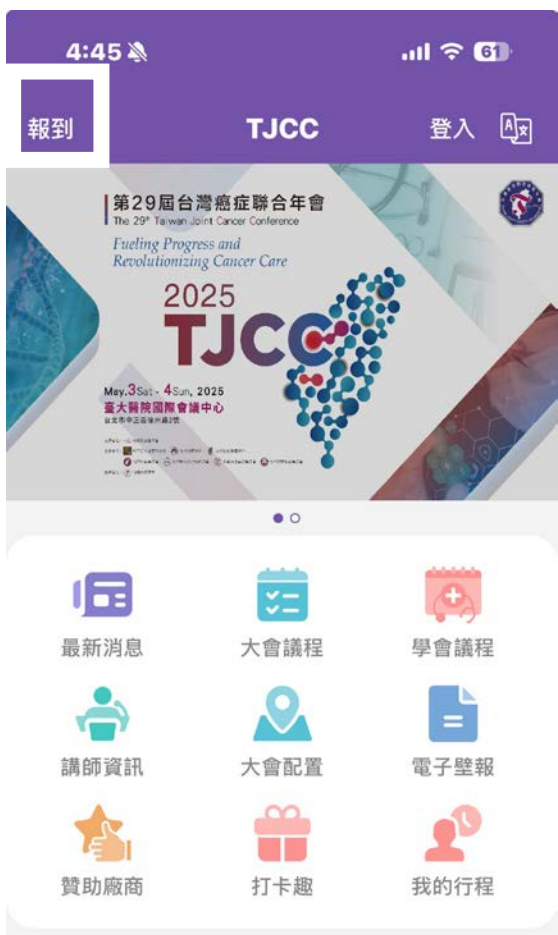 4:45
61
報到
TJCC
登入
第29屆台灣癌症聯合年會
The 29th Taiwan Joint Cancer Conference
Fueling Progress and
Revolutionizing Cancer Care
2025
TJCC
May.3Sat - 4Sun, 2025
臺大醫院國際會議中心
最新消息
大會議程
學會議程
講師資訊
大會配置
電子壁報
贊助廠商
打卡趣
我的行程